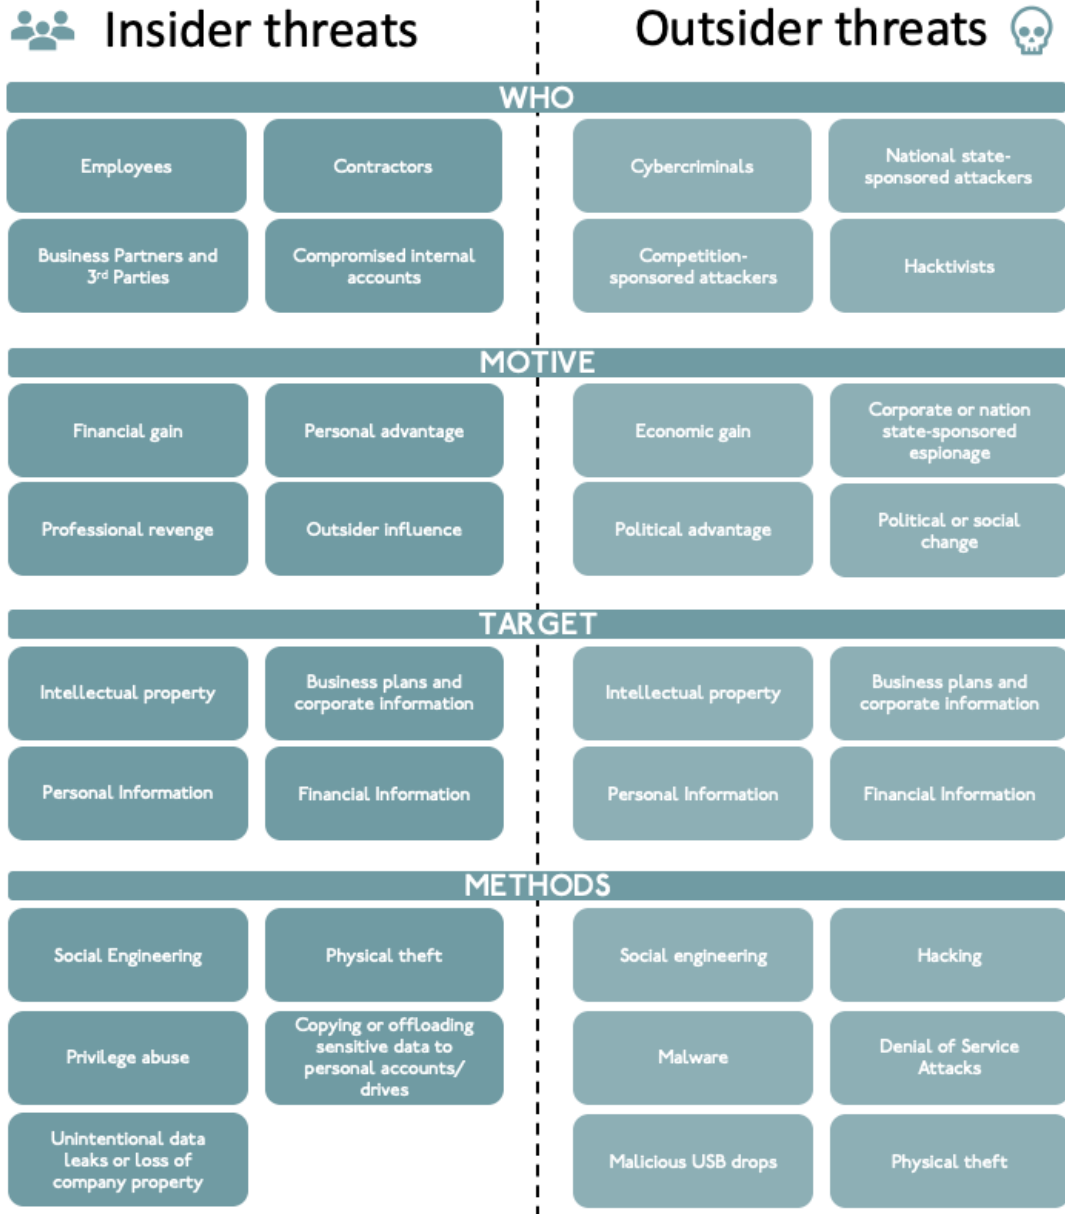 Insider threats
Outsider threats
WHO
Employees
Contractors
Cybercriminals
National state-
sponsored attackers
Business Partners and
3rd Parties
Compromised internal
accounts
Competition-
sponsored attackers
Hacktivists
MOTIVE
Financial gain
Personal advantage
Economic gain
Corporate or nation
state-sponsored
espionage
Professional revenge
Outsider influence
Political advantage
Political or social
change
TARGET
Intellectual property
Business plans and
corporate information
Intellectual property
Business plans and
corporate information
Personal Information
Financial Information
Personal Information
Financial Information
METHODS
Social Engineering
Physical theft
Social engineering
Hacking
Privilege abuse
Copying or offloading
sensitive data to
personal accounts/
drives
Malware
Denial of Service
Attacks
Unintentional data
leaks or loss of
company property
Malicious USB drops
Physical theft